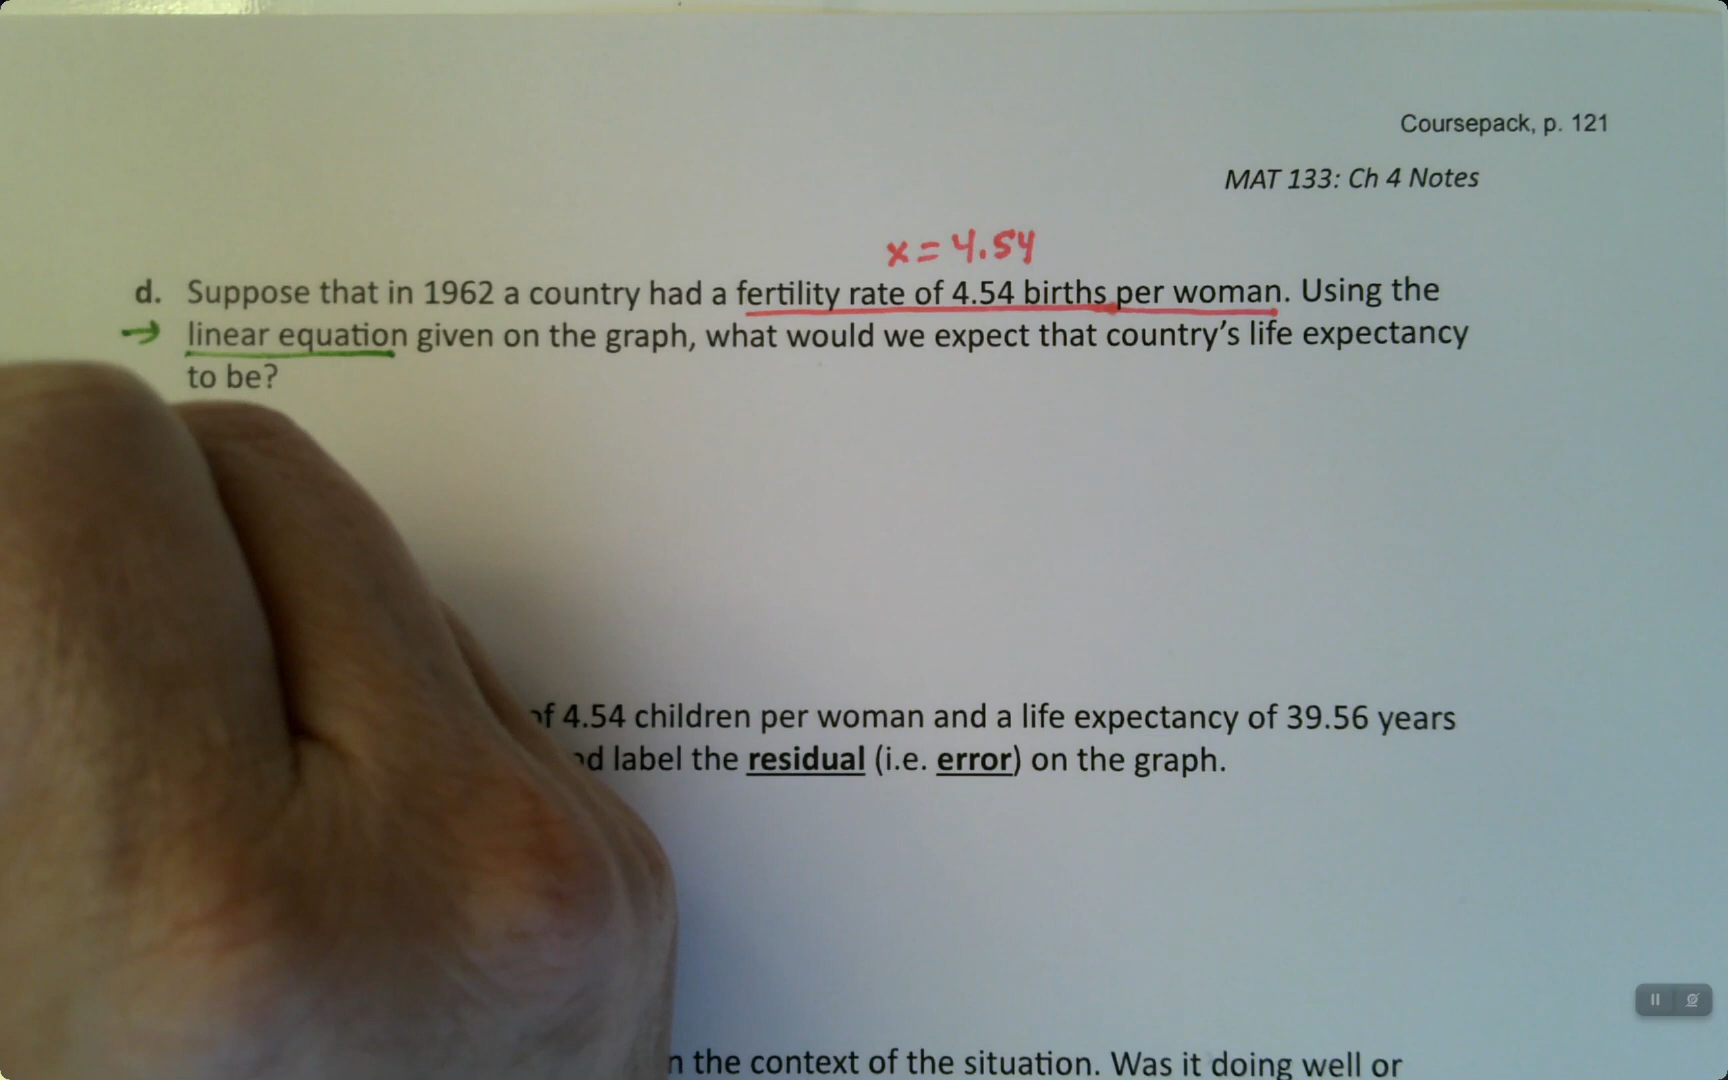 Coursepack, p. 121
MAT 133: Ch 4 Notes
x = 4.54
d. Suppose that in 1962 a country had a fertility rate of 4.54 births per woman. Using the
→ linear equation given on the graph, what would we expect that country's life expectancy
to be?
of 4.54 children per woman and a life expectancy of 39.56 years
label the residual (i.e. error) on the graph.
the context of the situation. Was it doing well or